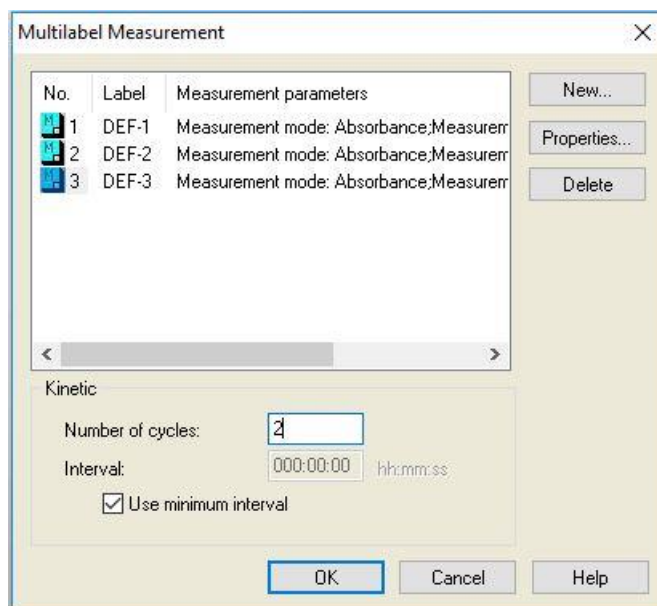 Multilabel Measurement
No. Label Measurement parameters
1 DEF-1 Measurement mode: Absorbance;Measurem
2 DEF-2 Measurement mode: Absorbance;Measurem
3 DEF-3 Measurement mode: Absorbance;Measurem
New...
Properties...
Delete
Kinetic
Number of cycles: 2
Interval: 000:00:00 hh:mm:ss
Use minimum interval
OK Cancel Help